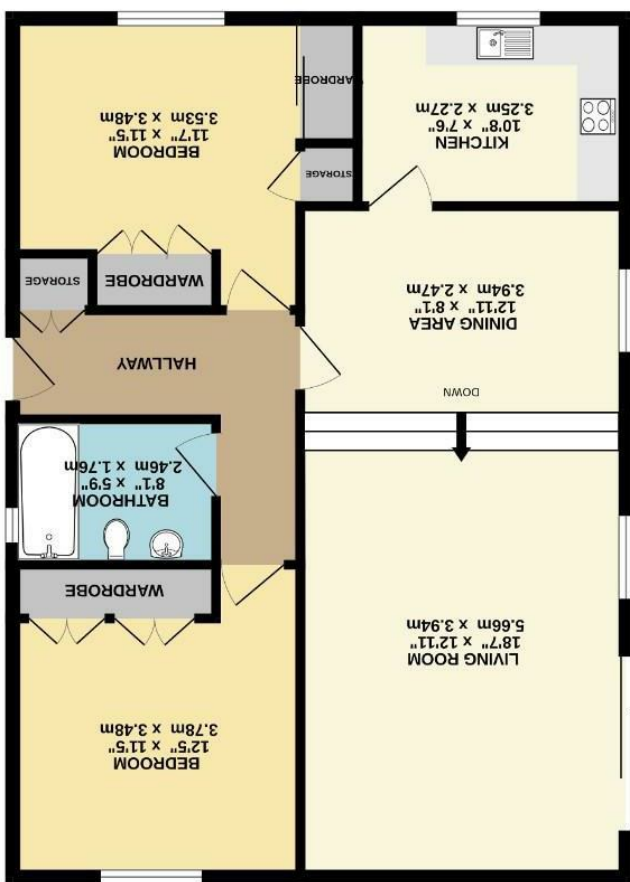 BEDROOM
12'5" x 11'5"
3.78m x 3.48m
LIVING ROOM
18'7" x 12'11"
5.66m x 3.94m
WARDROBE
BATHROOM
8'1" x 5'9"
2.46m x 1.76m
DOWN
HALLWAY
DINING AREA
12'11" x 8'1"
3.94m x 2.47m
WARDROBE
STORAGE
STORAGE
KITCHEN
10'8" x 7'6"
3.25m x 2.27m
BEDROOM
11'7" x 11'5"
3.53m x 3.48m
WARDROBE